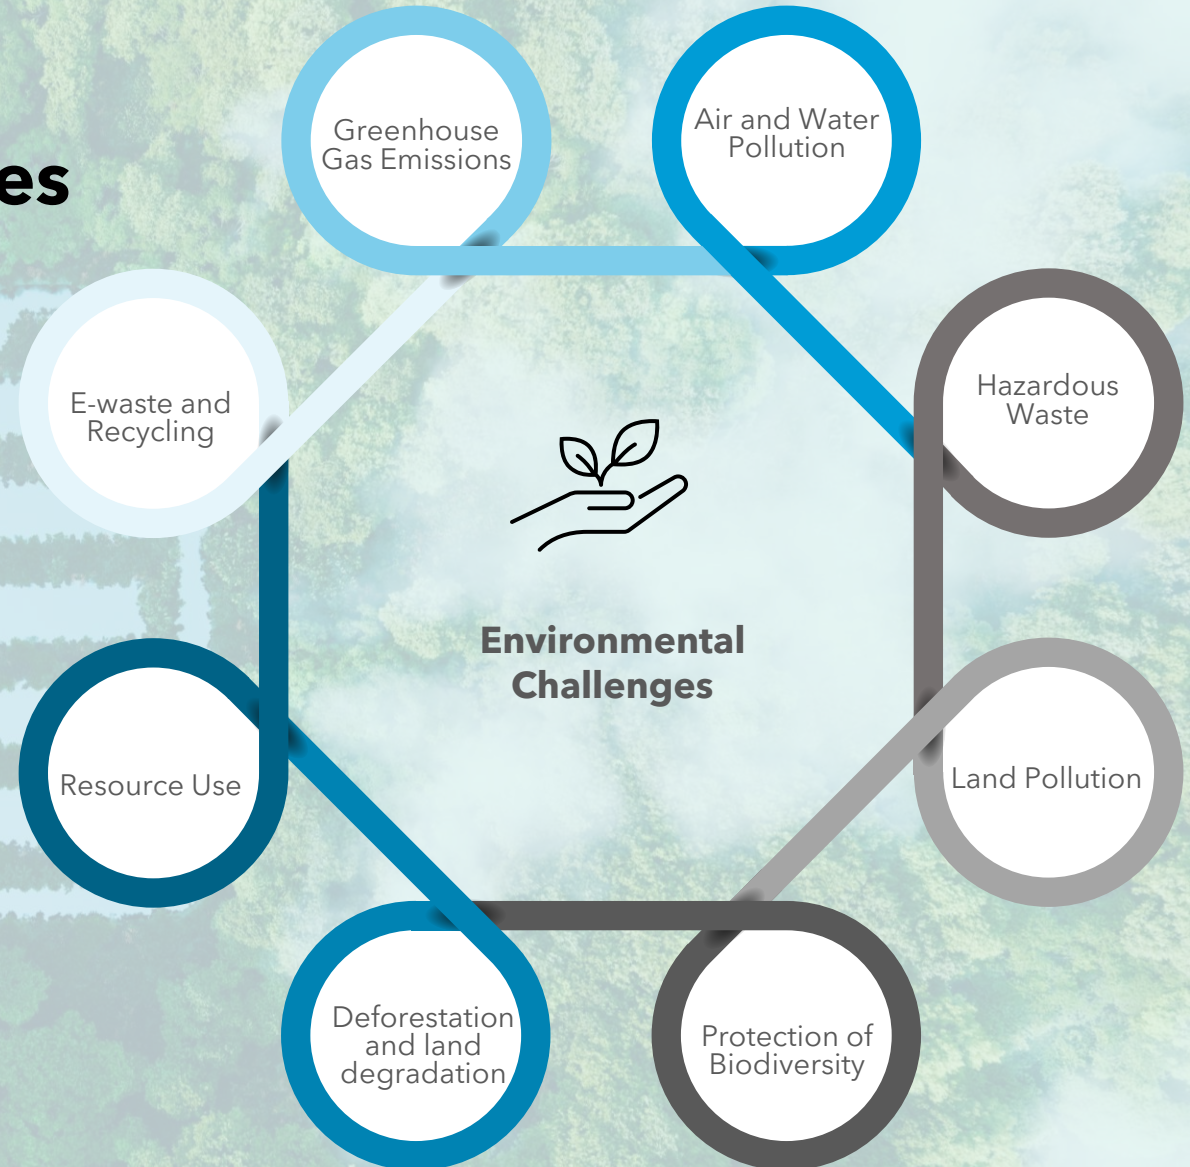 es
Greenhouse
Gas Emissions
Air and Water
Pollution
E-waste and
Recycling
Hazardous
Waste
Environmental
Challenges
Resource Use
Land Pollution
Deforestation
and land
degradation
Protection of
Biodiversity